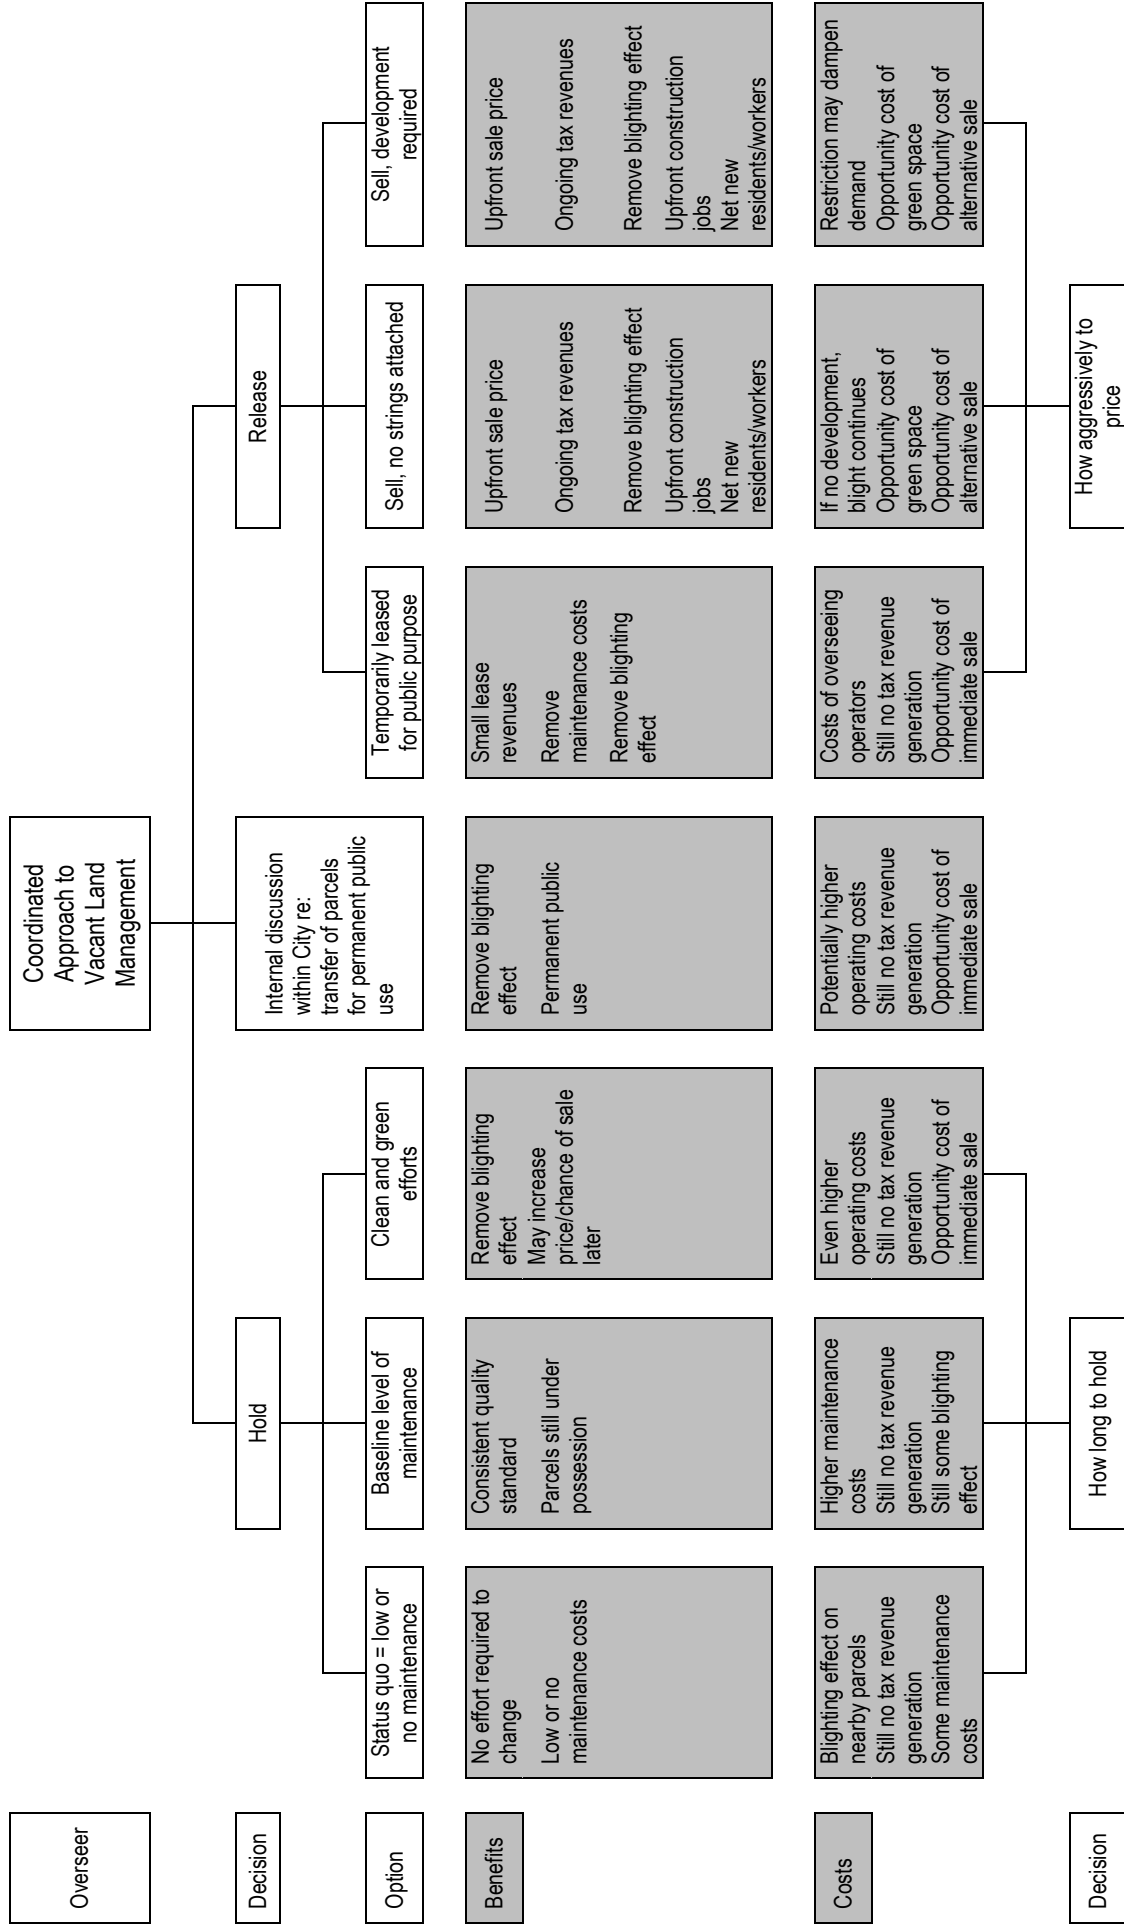 Overseer
Coordinated
Approach to
Vacant Land
Management
Decision
Hold
Internal discussion
within City re:
transfer of parcels
for permanent public
use
Release
Option
Status quo = low or
no maintenance
Baseline level of
maintenance
Clean and green
efforts
Temporarily leased
for public purpose
Sell, no strings attached
Sell, development
required
Benefits
No effort required to
change
Low or no
maintenance costs
Consistent quality
standard
Parcels still under
possession
Remove blighting
effect
May increase
price/chance of sale
later
Remove blighting
effect
Permanent public
use
Small lease
revenues
Remove
maintenance costs
Remove blighting
effect
Upfront sale price
Ongoing tax revenues
Remove blighting effect
Upfront construction
jobs
Net new
residents/workers
Upfront sale price
Ongoing tax revenues
Remove blighting effect
Upfront construction
jobs
Net new
residents/workers
Costs
Blighting effect on
nearby parcels
Still no tax revenue
generation
Some maintenance
costs
Higher maintenance
costs
Still no tax revenue
generation
Still some blighting
effect
Even higher
operating costs
Still no tax revenue
generation
Opportunity cost of
immediate sale
Potentially higher
operating costs
Still no tax revenue
generation
Opportunity cost of
immediate sale
Costs of overseeing
operators
Still no tax revenue
generation
Opportunity cost of
immediate sale
If no development,
blight continues
Opportunity cost of
green space
Opportunity cost of
alternative sale
Restriction may dampen
demand
Opportunity cost of
green space
Opportunity cost of
alternative sale
Decision
How long to hold
How aggressively to
price